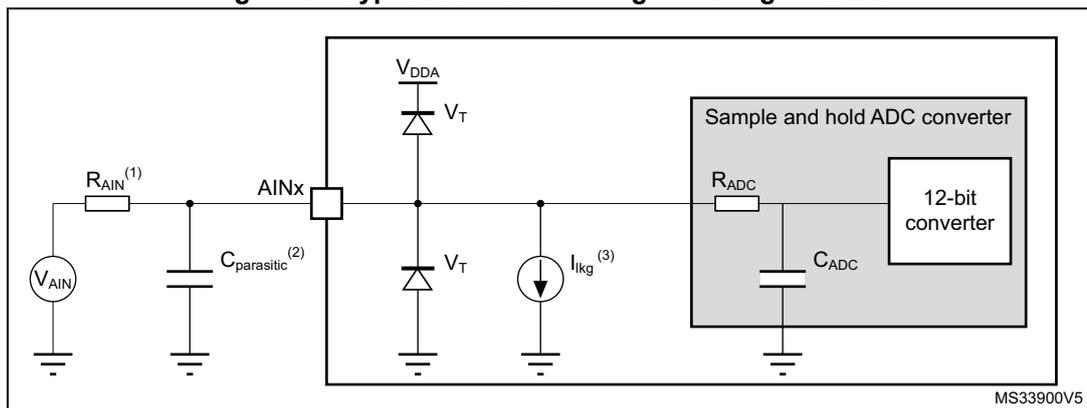 V_DDA
V_T
Sample and hold ADC converter
R_AIN^(1)
AINx
R_ADC
12-bit
converter
V_AIN
C_parasitic^(2)
V_T
I_lkg^(3)
C_ADC
MS33900V5